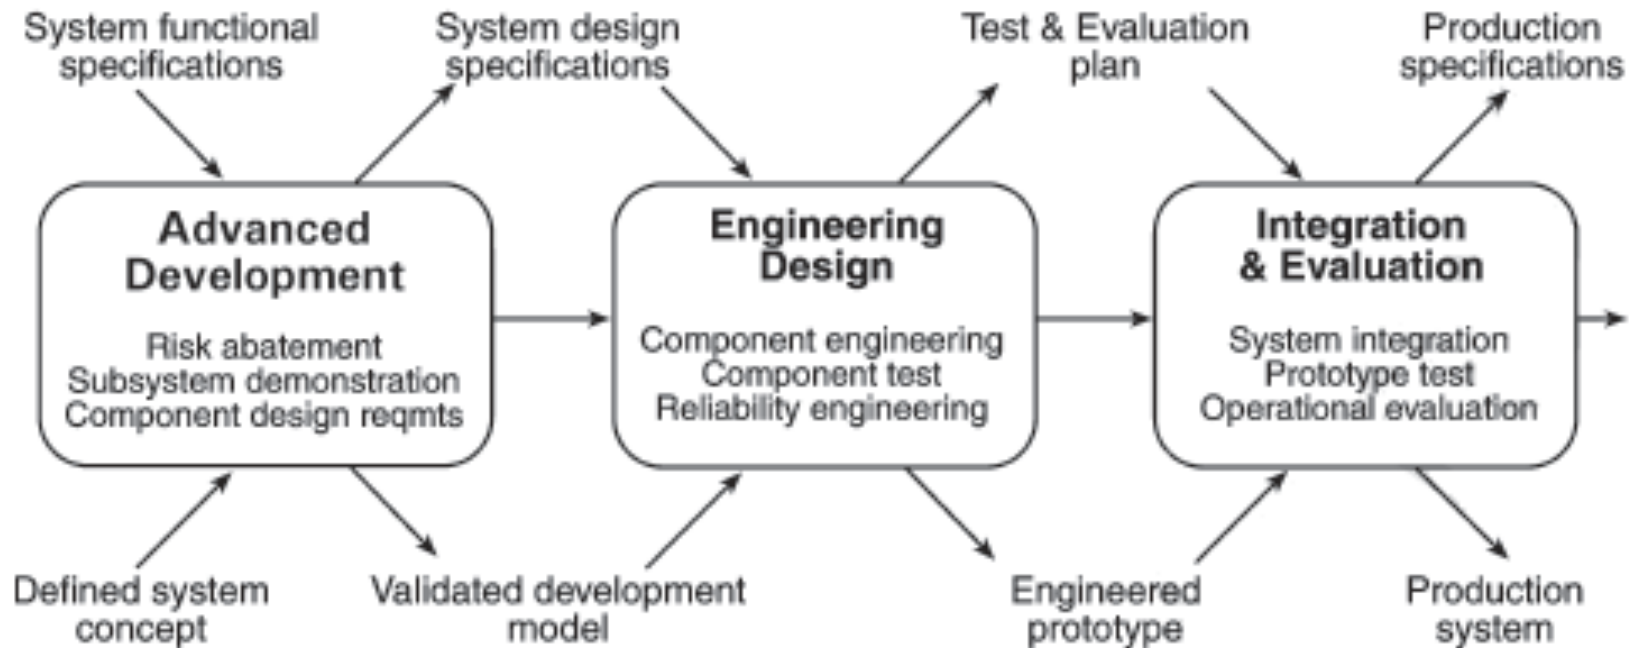 System functional
specifications
System design
specifications
Test & Evaluation
plan
Production
specifications
Advanced
Development
Risk abatement
Subsystem demonstration
Component design reqmts
Engineering
Design
Component engineering
Component test
Reliability engineering
Integration
& Evaluation
System integration
Prototype test
Operational evaluation
Defined system
concept
Validated development
model
Engineered
prototype
Production
system